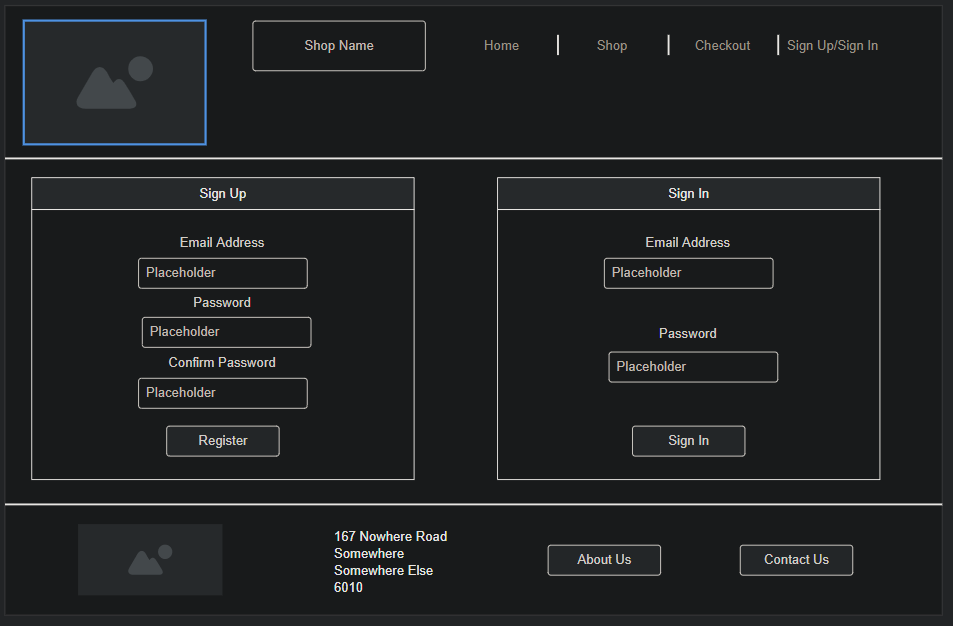 Shop Name
Home
Shop
Checkout
Sign Up/Sign In
Sign Up
Email Address
Placeholder
Password
Placeholder
Confirm Password
Placeholder
Register
Sign In
Email Address
Placeholder
Password
Placeholder
Sign In
167 Nowhere Road
Somewhere
Somewhere Else
6010
About Us
Contact Us